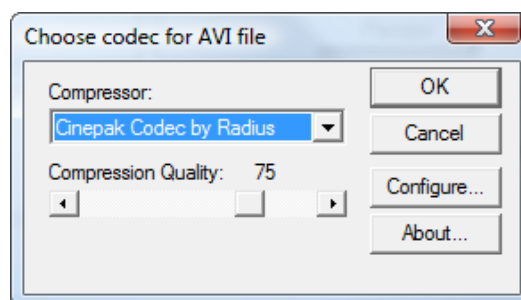 Choose codec for AVI file
Compressor:
Cinepak Codec by Radius
Compression Quality: 75
OK
Cancel
Configure...
About...